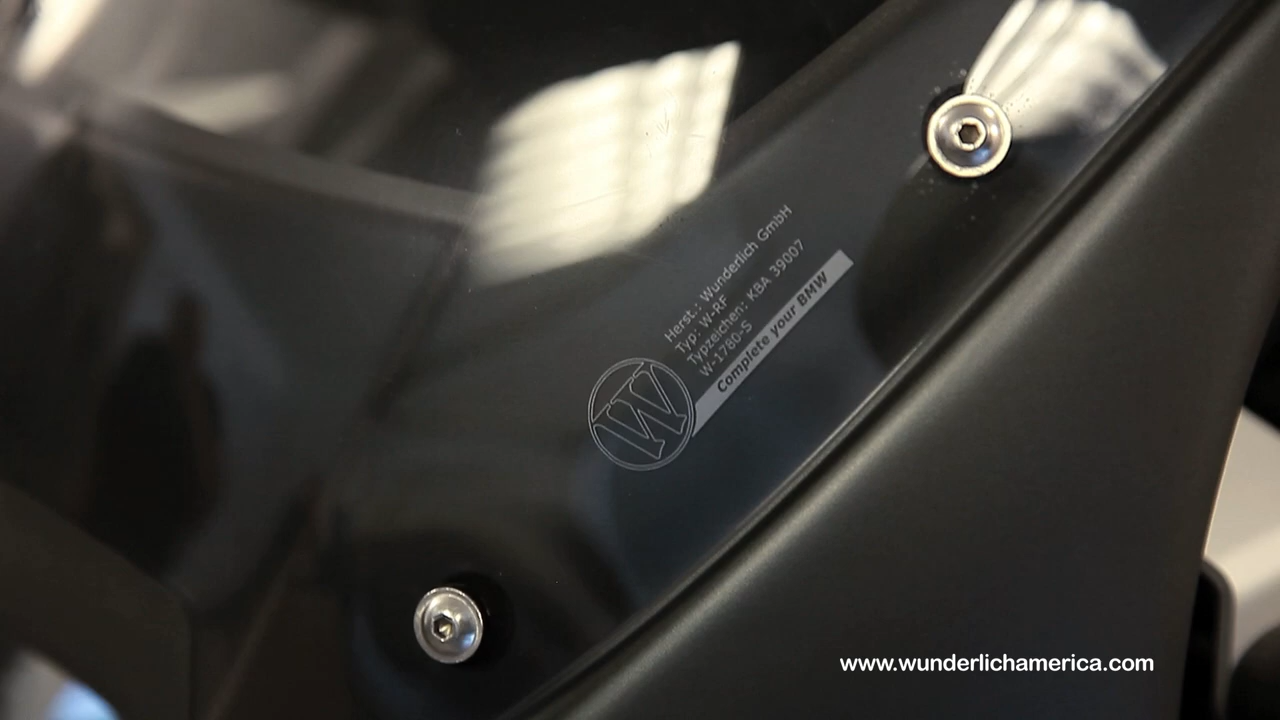 Herst.: Wunderlich GmbH
Typ: W-RF
Typzeichen: KBA 39007
W-1780-S
Complete your BMW
W
www.wunderlichamerica.com